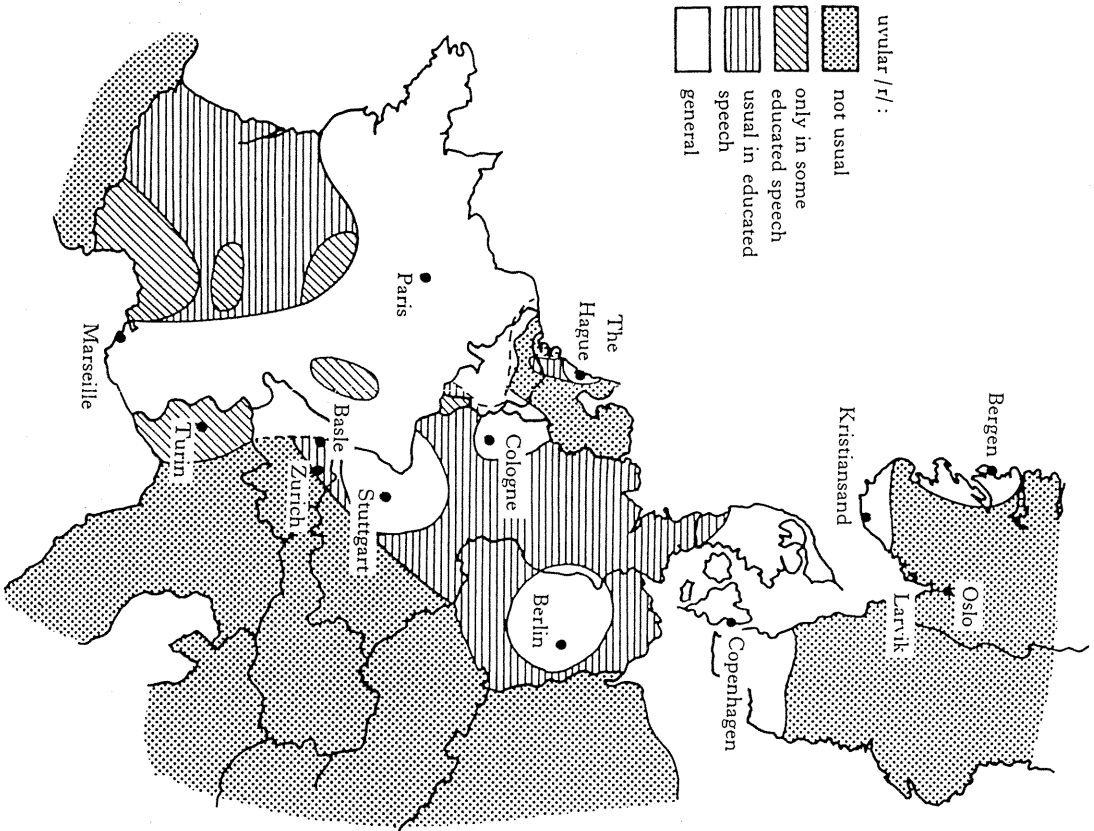 uvular /r/:
not usual
only in some
educated speech
usual in educated
speech
general
Bergen
Oslo
Kristiansand
Larvik
Copenhagen
The
Hague
Berlin
Cologne
Paris
Stuttgart
Basle
Zurich
Turin
Marseille